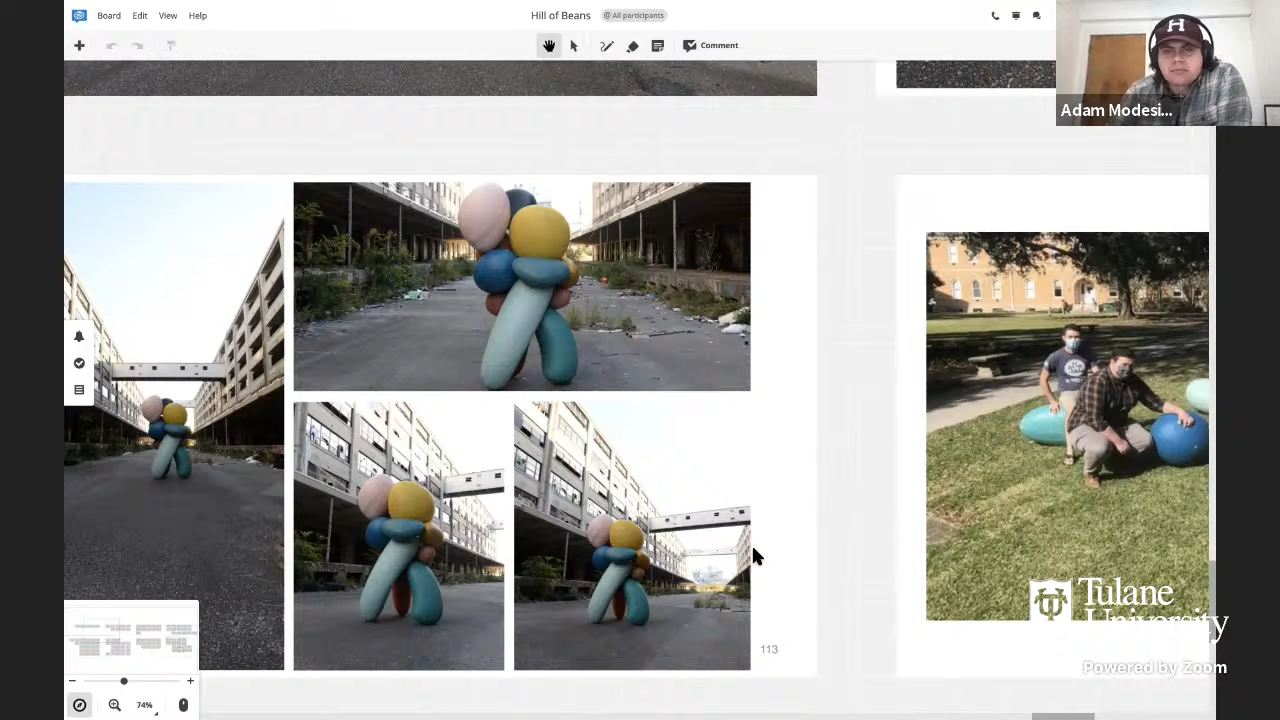 Board Edit View Help
Hill of Beans @ All participants
Comment
H
Adam Modesi...
113
Tulane
University
Powered by Zoom
74%